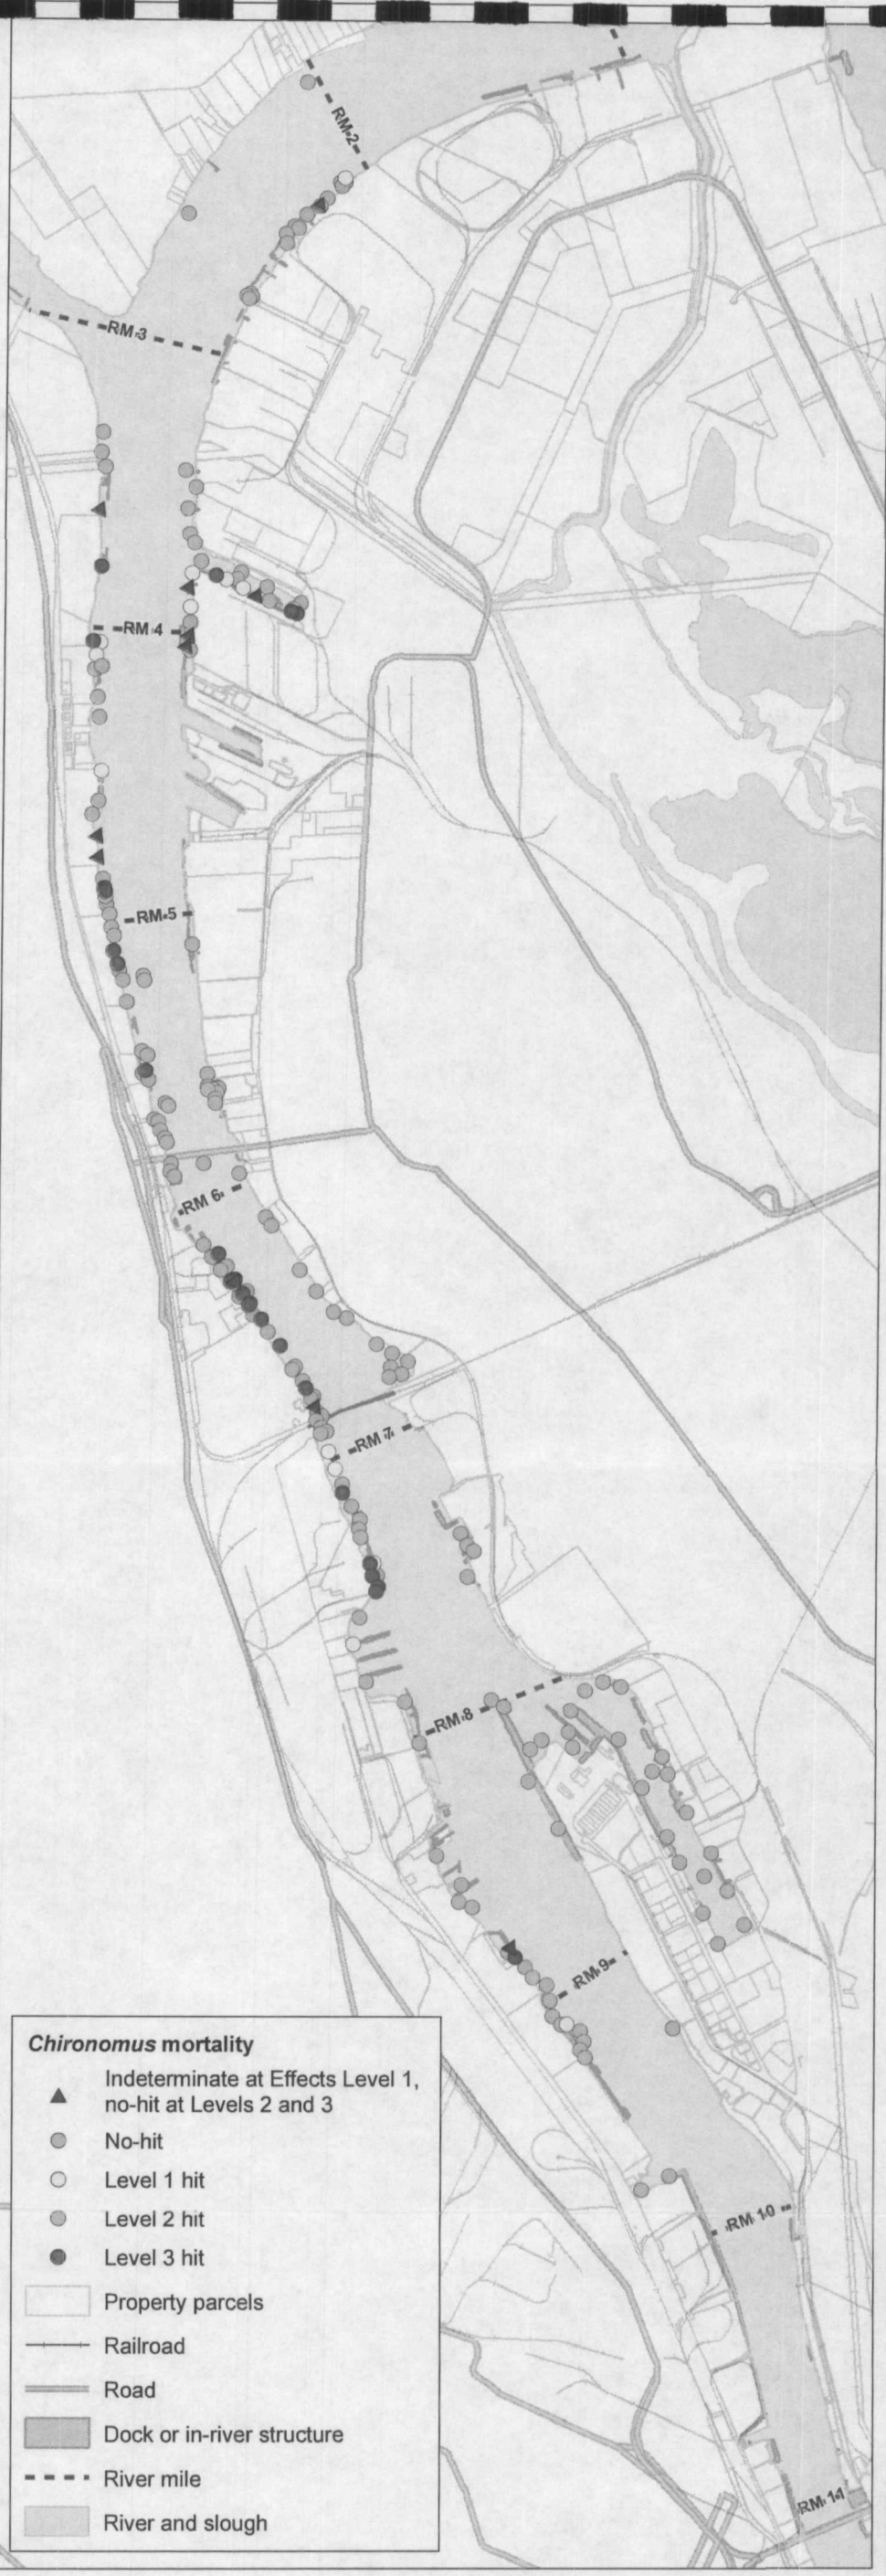 RM 2
RM 3
RM 4
RM 5
RM 6
RM 7
RM 8
RM 9
RM 10
RM 11
Chironomus mortality
Indeterminate at Effects Level 1,
no-hit at Levels 2 and 3
No-hit
Level 1 hit
Level 2 hit
Level 3 hit
Property parcels
Railroad
Road
Dock or in-river structure
River mile
River and slough